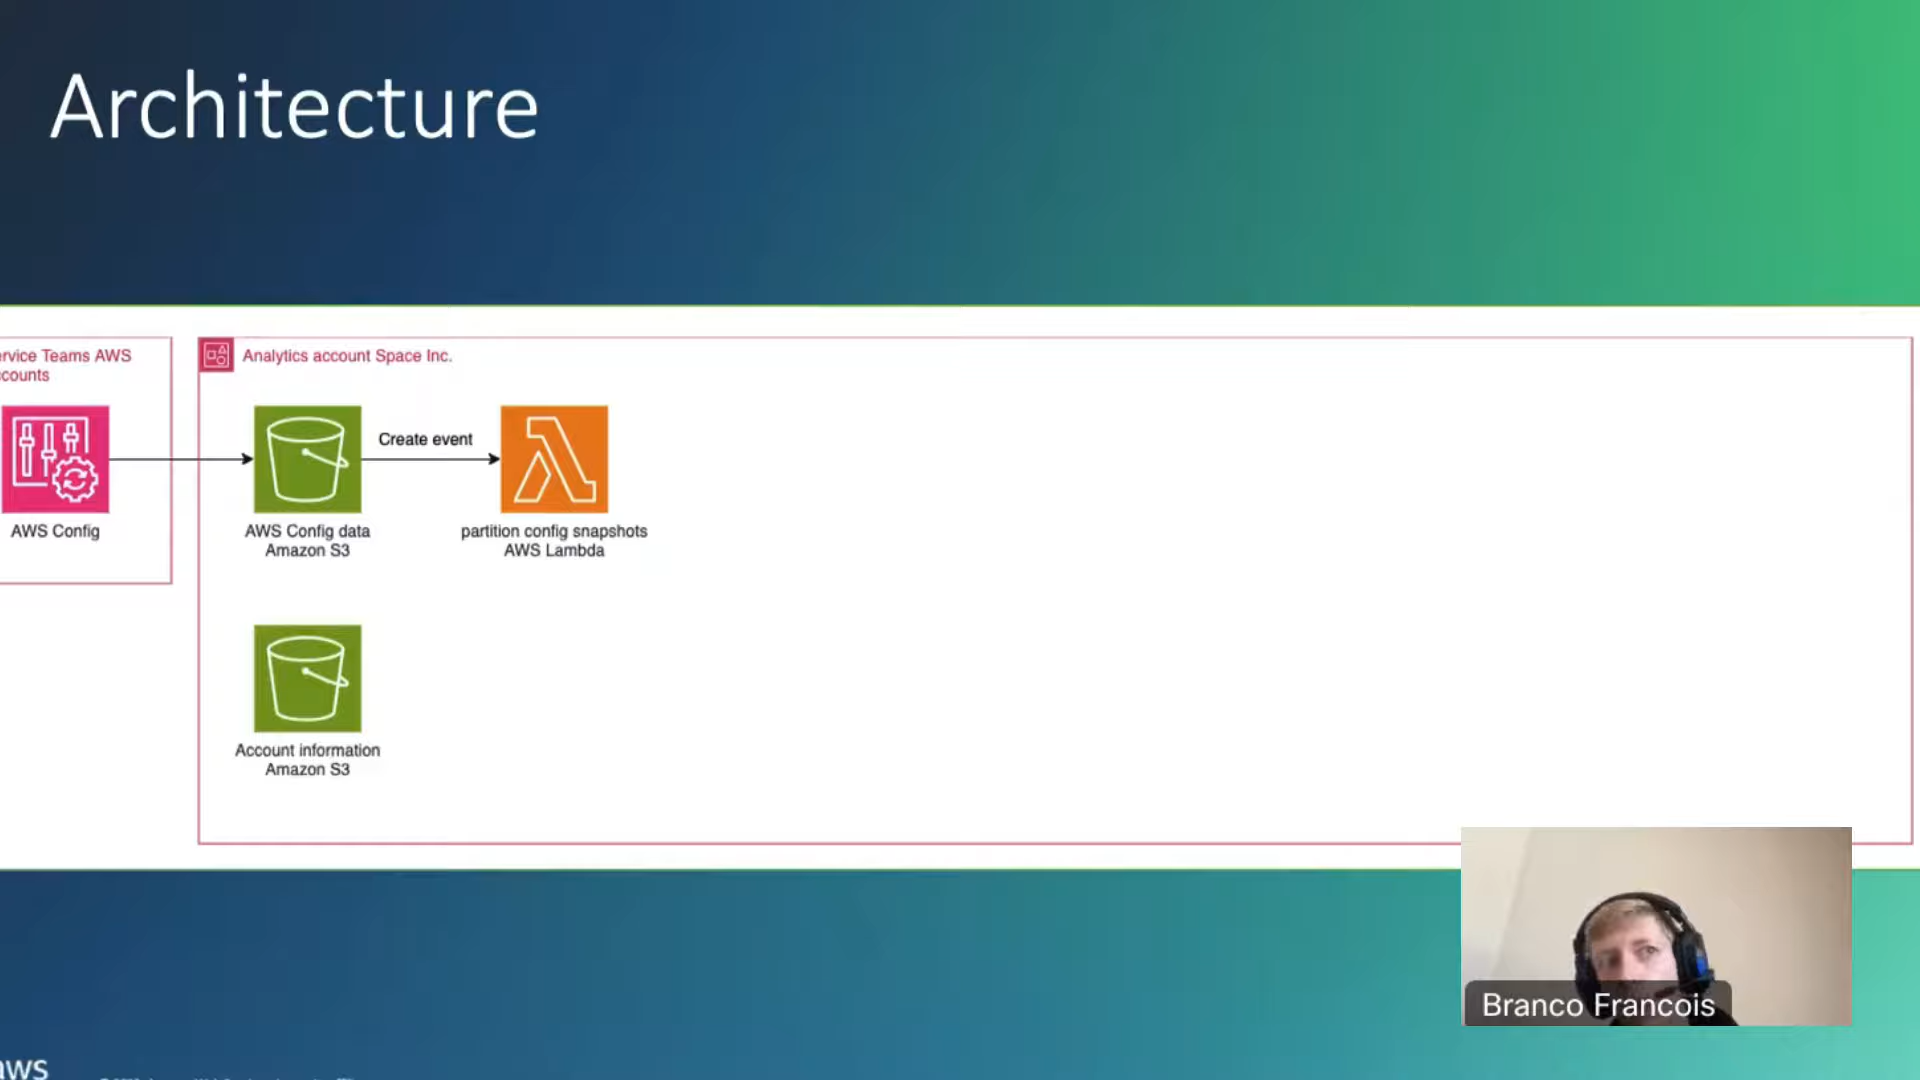 Architecture
rvice Teams AWS
counts
Analytics account Space Inc.
Create event
AWS Config
AWS Config data
Amazon S3
partition config snapshots
AWS Lambda
Account information
Amazon S3
Branco Francois
aws